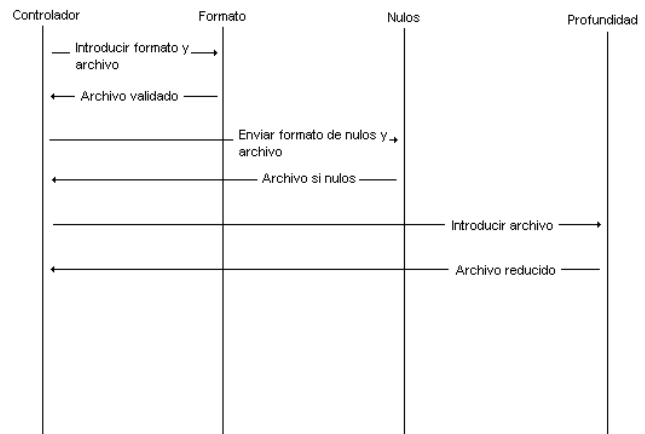 Controlador
Formato
Nulos
Profundidad
Introducir formato y
archivo
Archivo validado
Enviar formato de nulos y
archivo
Archivo si nulos
Introducir archivo
Archivo reducido